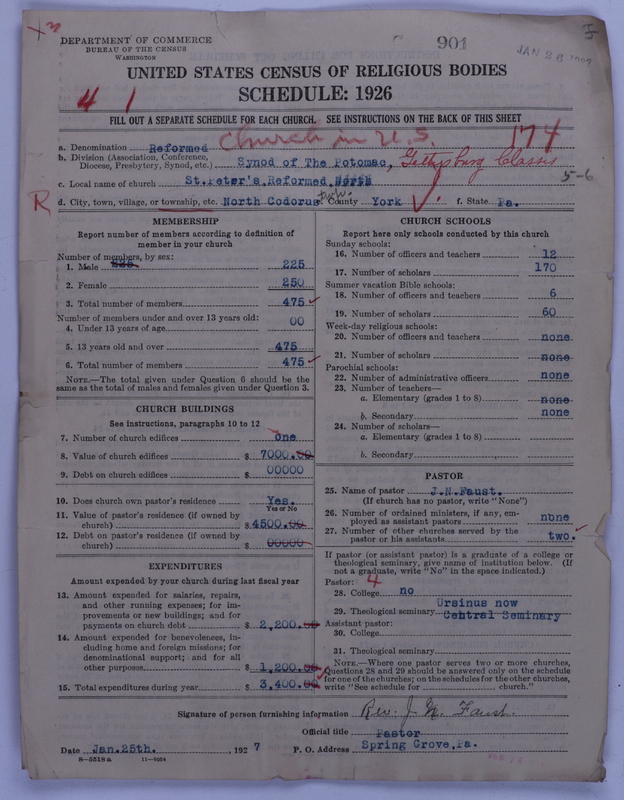 DEPARTMENT OF COMMERCE
BUREAU OF THE CENSUS
WASHINGTON
901
JAN 28
UNITED STATES CENSUS OF RELIGIOUS BODIES
SCHEDULE: 1926
4 1
FILL OUT A SEPARATE SCHEDULE FOR EACH CHURCH. SEE INSTRUCTIONS ON THE BACK OF THIS SHEET
a. Denomination Reformed Church in U.S. 174
b. Division (Association, Conference, Diocese, Presbytery, Synod, etc.) Synod of The Potomac, Gettysburg Classis
c. Local name of church St.Peter's.Reformed.North 5-6
R d. City, town, village, or township, etc. North Codorus twp. County York f. State Pa.
MEMBERSHIP
Report number of members according to definition of
member in your church
Number of members, by sex:
1. Male 225 225
2. Female 250
3. Total number of members 475
Number of members under and over 13 years old:
4. Under 13 years of age 00
5. 13 years old and over 475
6. Total number of members 475
NOTE.—The total given under Question 6 should be the
same as the total of males and females given under Question 3.
CHURCH BUILDINGS
See instructions, paragraphs 10 to 12
7. Number of church edifices one
8. Value of church edifices $ 7000.00
9. Debt on church edifices $ 00000
10. Does church own pastor's residence Yes.
Yes or No
11. Value of pastor's residence (if owned by
church) $ 4500.00
12. Debt on pastor's residence (if owned by
church) $ 00000
EXPENDITURES
Amount expended by your church during last fiscal year
13. Amount expended for salaries, repairs,
and other running expenses; for im-
provements or new buildings; and for
payments on church debt $ 2,200.00
14. Amount expended for benevolences, in-
cluding home and foreign missions; for
denominational support; and for all
other purposes $ 1,200.00
15. Total expenditures during year $ 3,400.00
CHURCH SCHOOLS
Report here only schools conducted by this church
Sunday schools:
16. Number of officers and teachers 12
17. Number of scholars 170
Summer vacation Bible schools:
18. Number of officers and teachers 6
19. Number of scholars 60
Week-day religious schools:
20. Number of officers and teachers none
21. Number of scholars none
Parochial schools:
22. Number of administrative officers none
23. Number of teachers—
a. Elementary (grades 1 to 8) none
b. Secondary none
24. Number of scholars—
a. Elementary (grades 1 to 8)
b. Secondary
PASTOR
25. Name of pastor J.N.Faust.
(If church has no pastor, write "None")
26. Number of ordained ministers, if any, em-
ployed as assistant pastors none
27. Number of other churches served by the
pastor or his assistants two.
If pastor (or assistant pastor) is a graduate of a college or
theological seminary, give name of institution below. (If
not a graduate, write "No" in the space indicated.)
Pastor: 4
28. College no
Ursinus now
29. Theological seminary Central Seminary
Assistant pastor:
30. College
31. Theological seminary
NOTE.—Where one pastor serves two or more churches,
Questions 28 and 29 should be answered only on the schedule
for one of the churches; on the schedules for the other churches,
write "See schedule for church."
Signature of person furnishing information Rev. J. N. Faust.
Official title Pastor
Date Jan.25th., 1927 P. O. Address Spring Grove,Pa.
8-5518a 11-9054